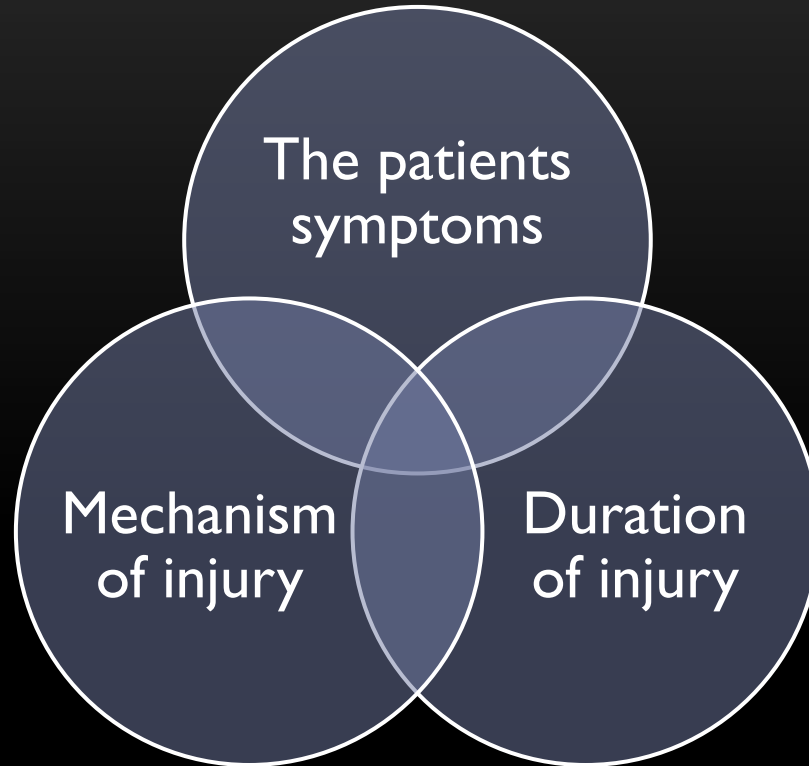 The patients
symptoms
Mechanism
of injury
Duration
of injury